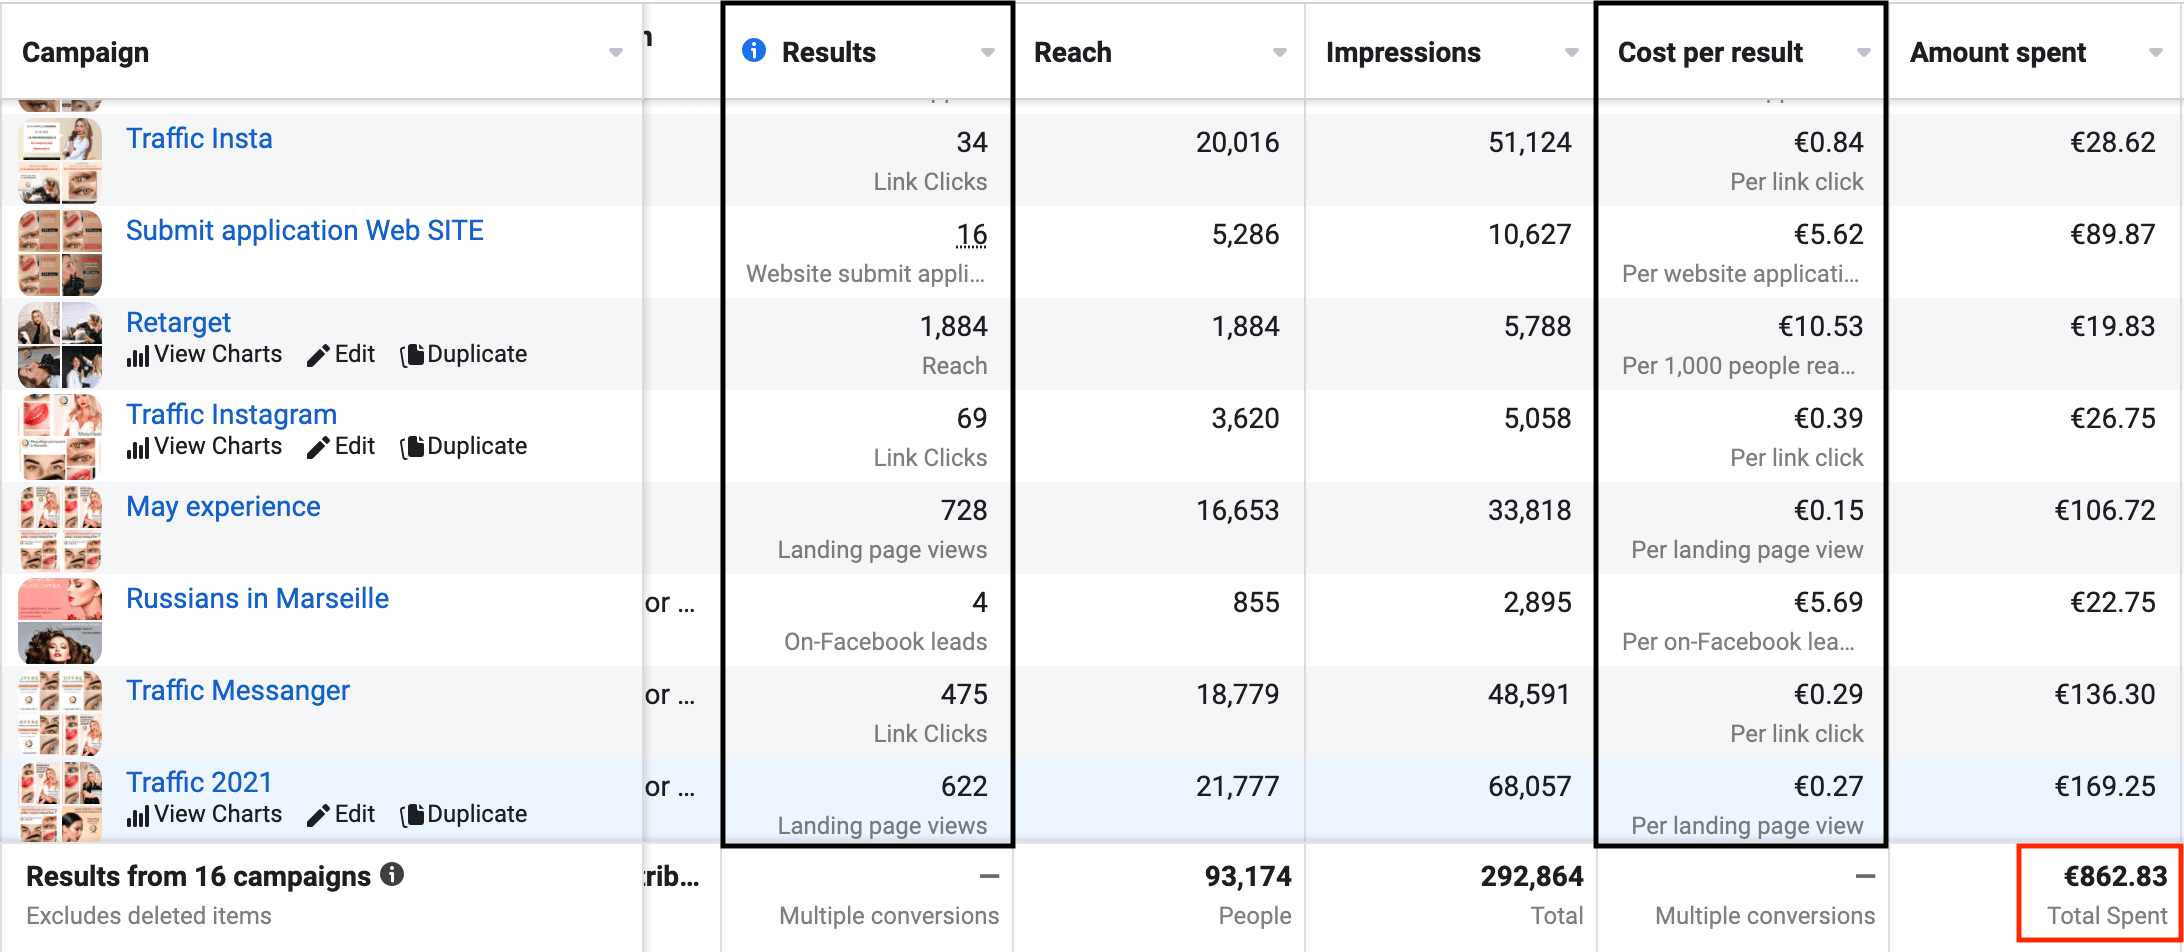 Campaign Results Reach Impressions Cost per result Amount spent
Traffic Insta 34 20,016 51,124 €0.84 €28.62
Link Clicks Per link click
Submit application Web SITE 16 5,286 10,627 €5.62 €89.87
Website submit appli... Per website applicati...
Retarget 1,884 1,884 5,788 €10.53 €19.83
View Charts Edit Duplicate Reach Per 1,000 people rea...
Traffic Instagram 69 3,620 5,058 €0.39 €26.75
View Charts Edit Duplicate Link Clicks Per link click
May experience 728 16,653 33,818 €0.15 €106.72
Landing page views Per landing page view
Russians in Marseille or ... 4 855 2,895 €5.69 €22.75
On-Facebook leads Per on-Facebook lea...
Traffic Messanger or ... 475 18,779 48,591 €0.29 €136.30
Link Clicks Per link click
Traffic 2021 or ... 622 21,777 68,057 €0.27 €169.25
View Charts Edit Duplicate Landing page views Per landing page view
Results from 16 campaigns trib... — 93,174 292,864 — €862.83
Excludes deleted items Multiple conversions People Total Multiple conversions Total Spent